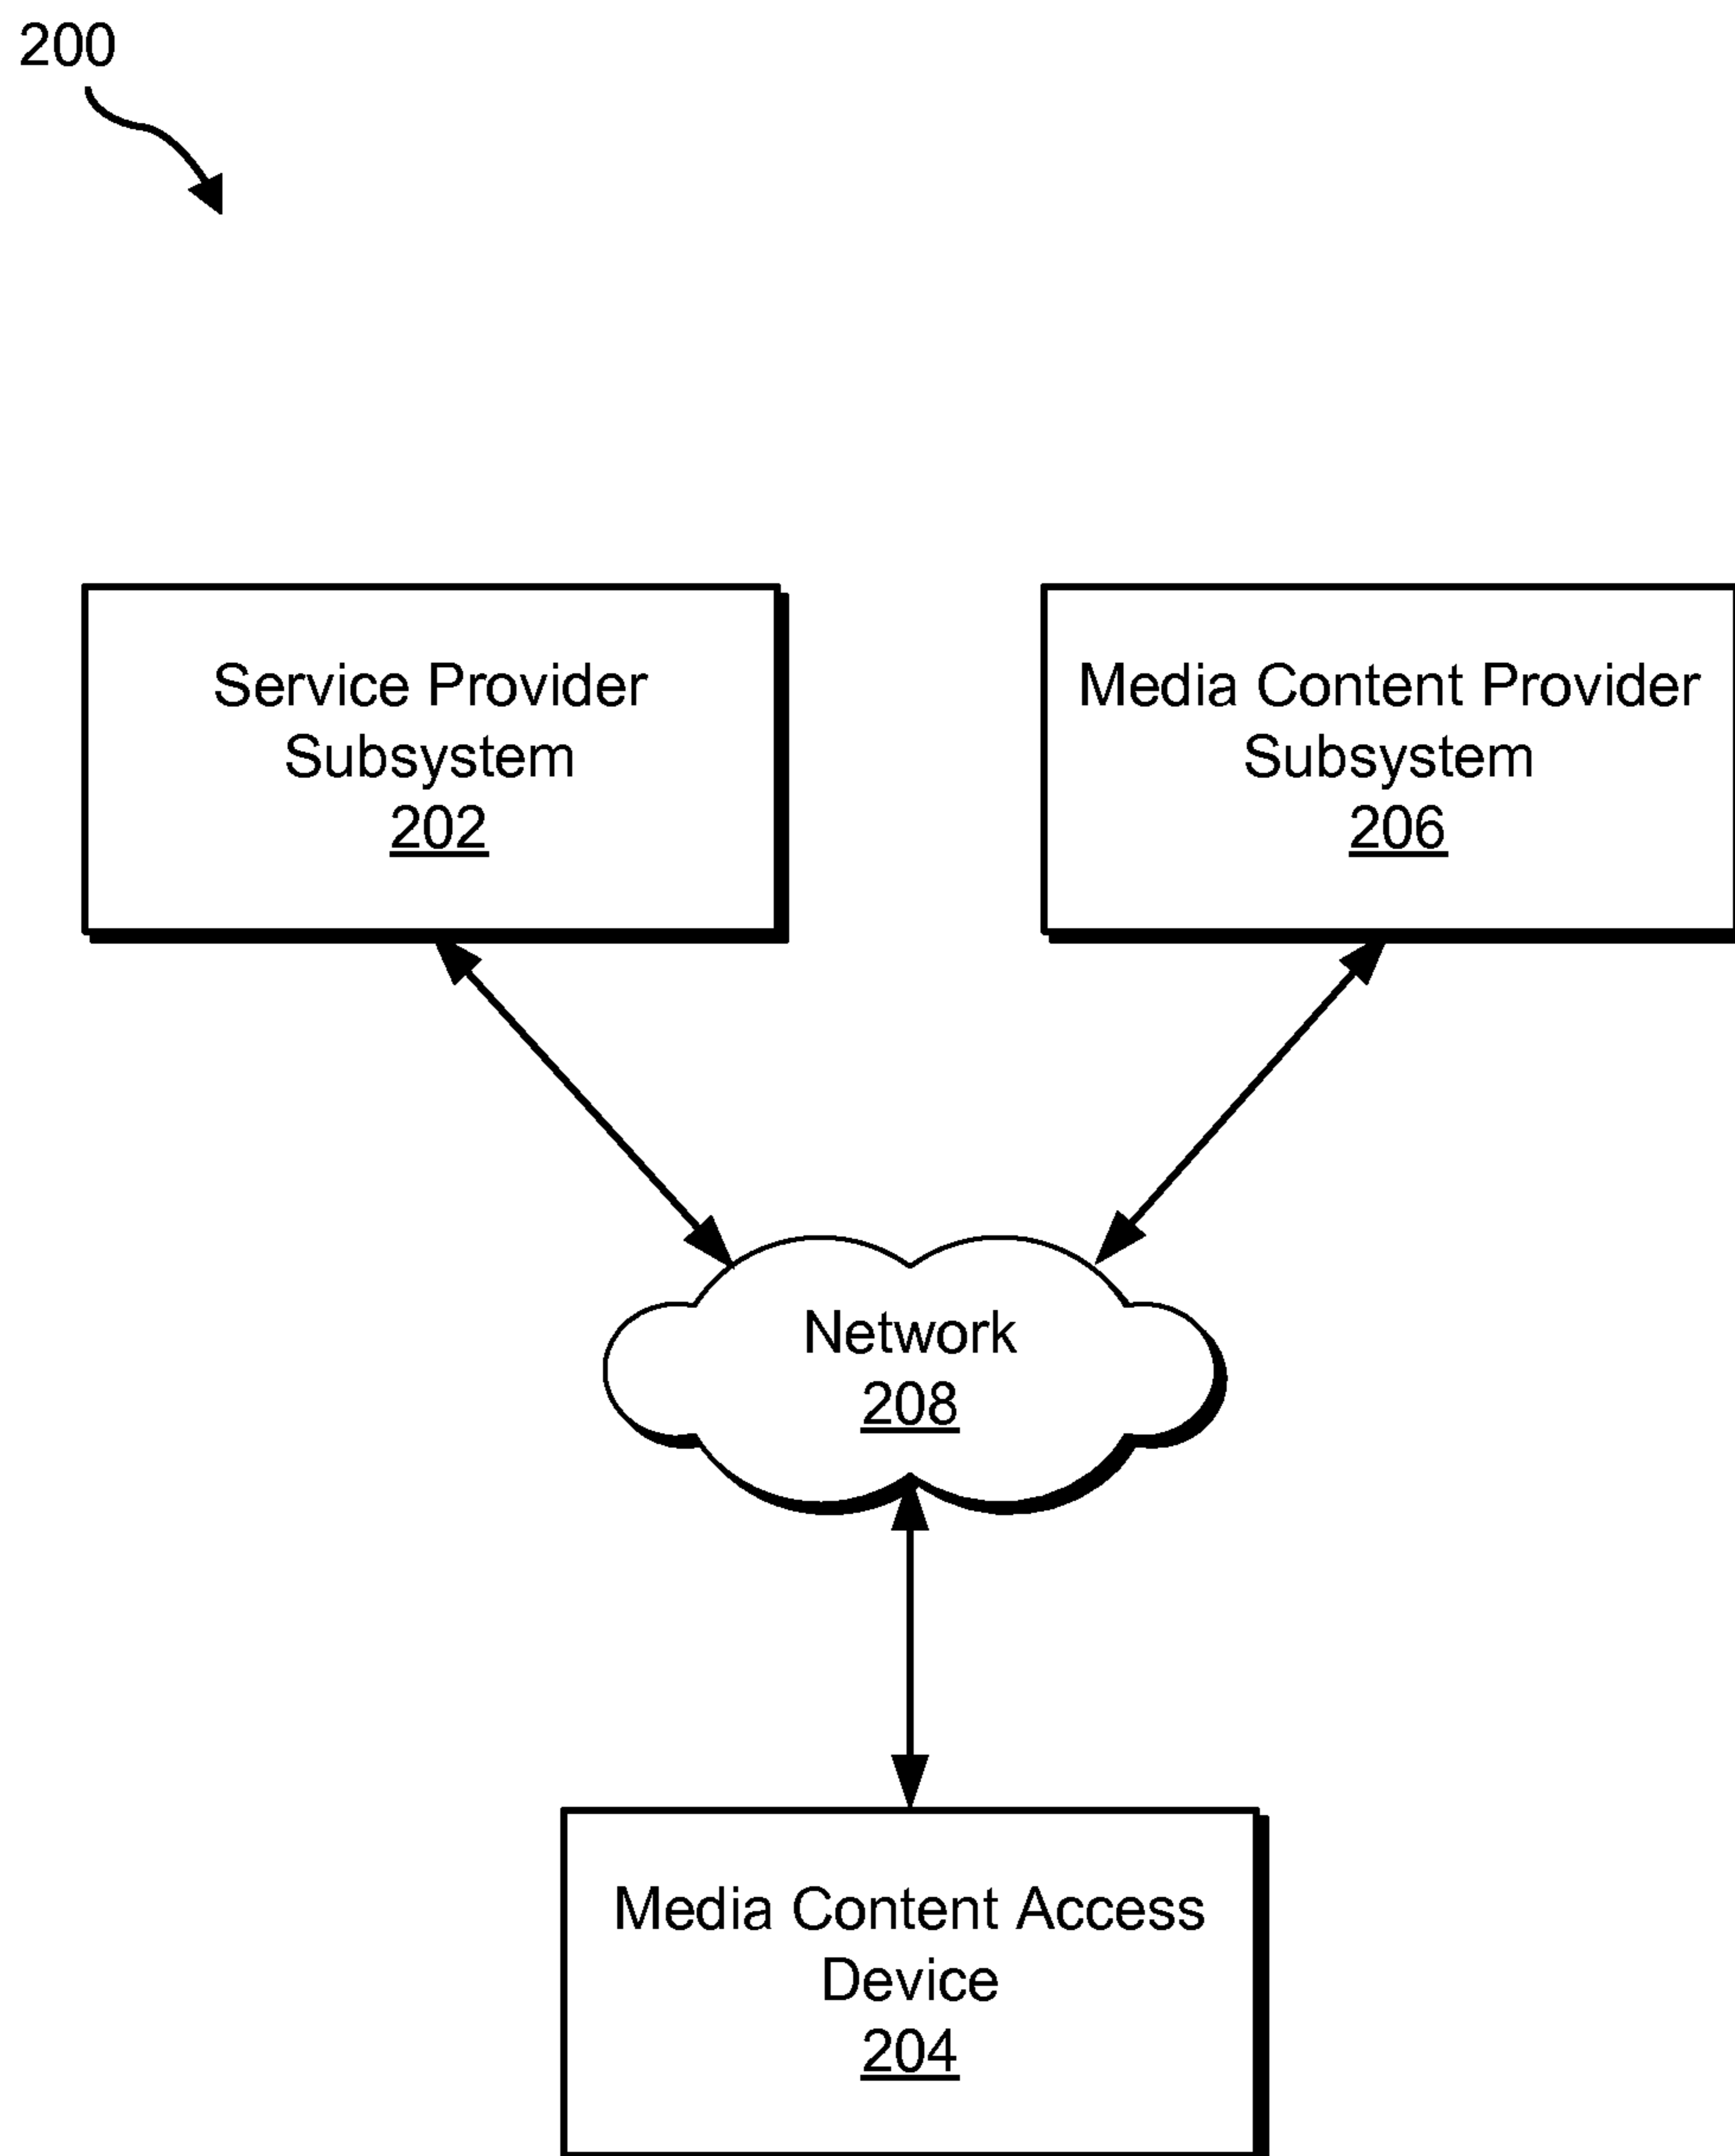 200
Service Provider
Subsystem
202
Media Content Provider
Subsystem
206
Network
208
Media Content Access
Device
204